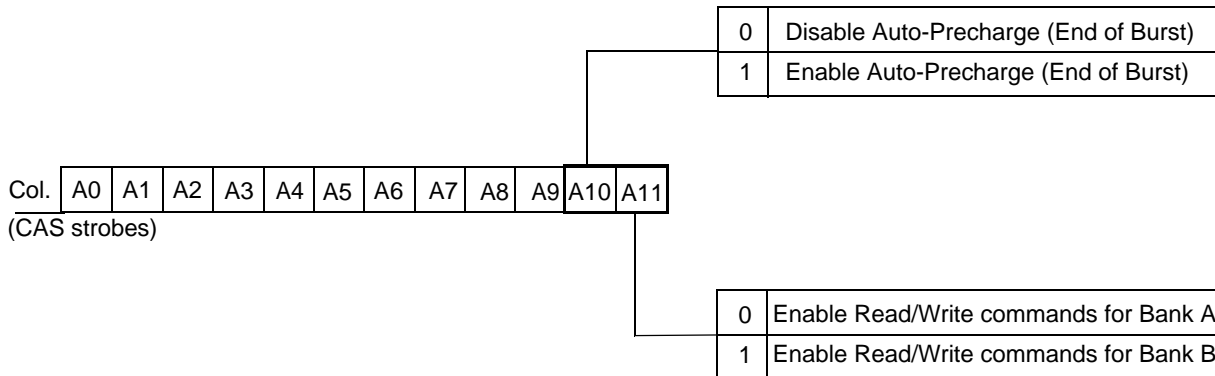 0 Disable Auto-Precharge (End of Burst)
1 Enable Auto-Precharge (End of Burst)
Col. A0 A1 A2 A3 A4 A5 A6 A7 A8 A9 A10 A11
(CAS strobes)
0 Enable Read/Write commands for Bank A
1 Enable Read/Write commands for Bank B